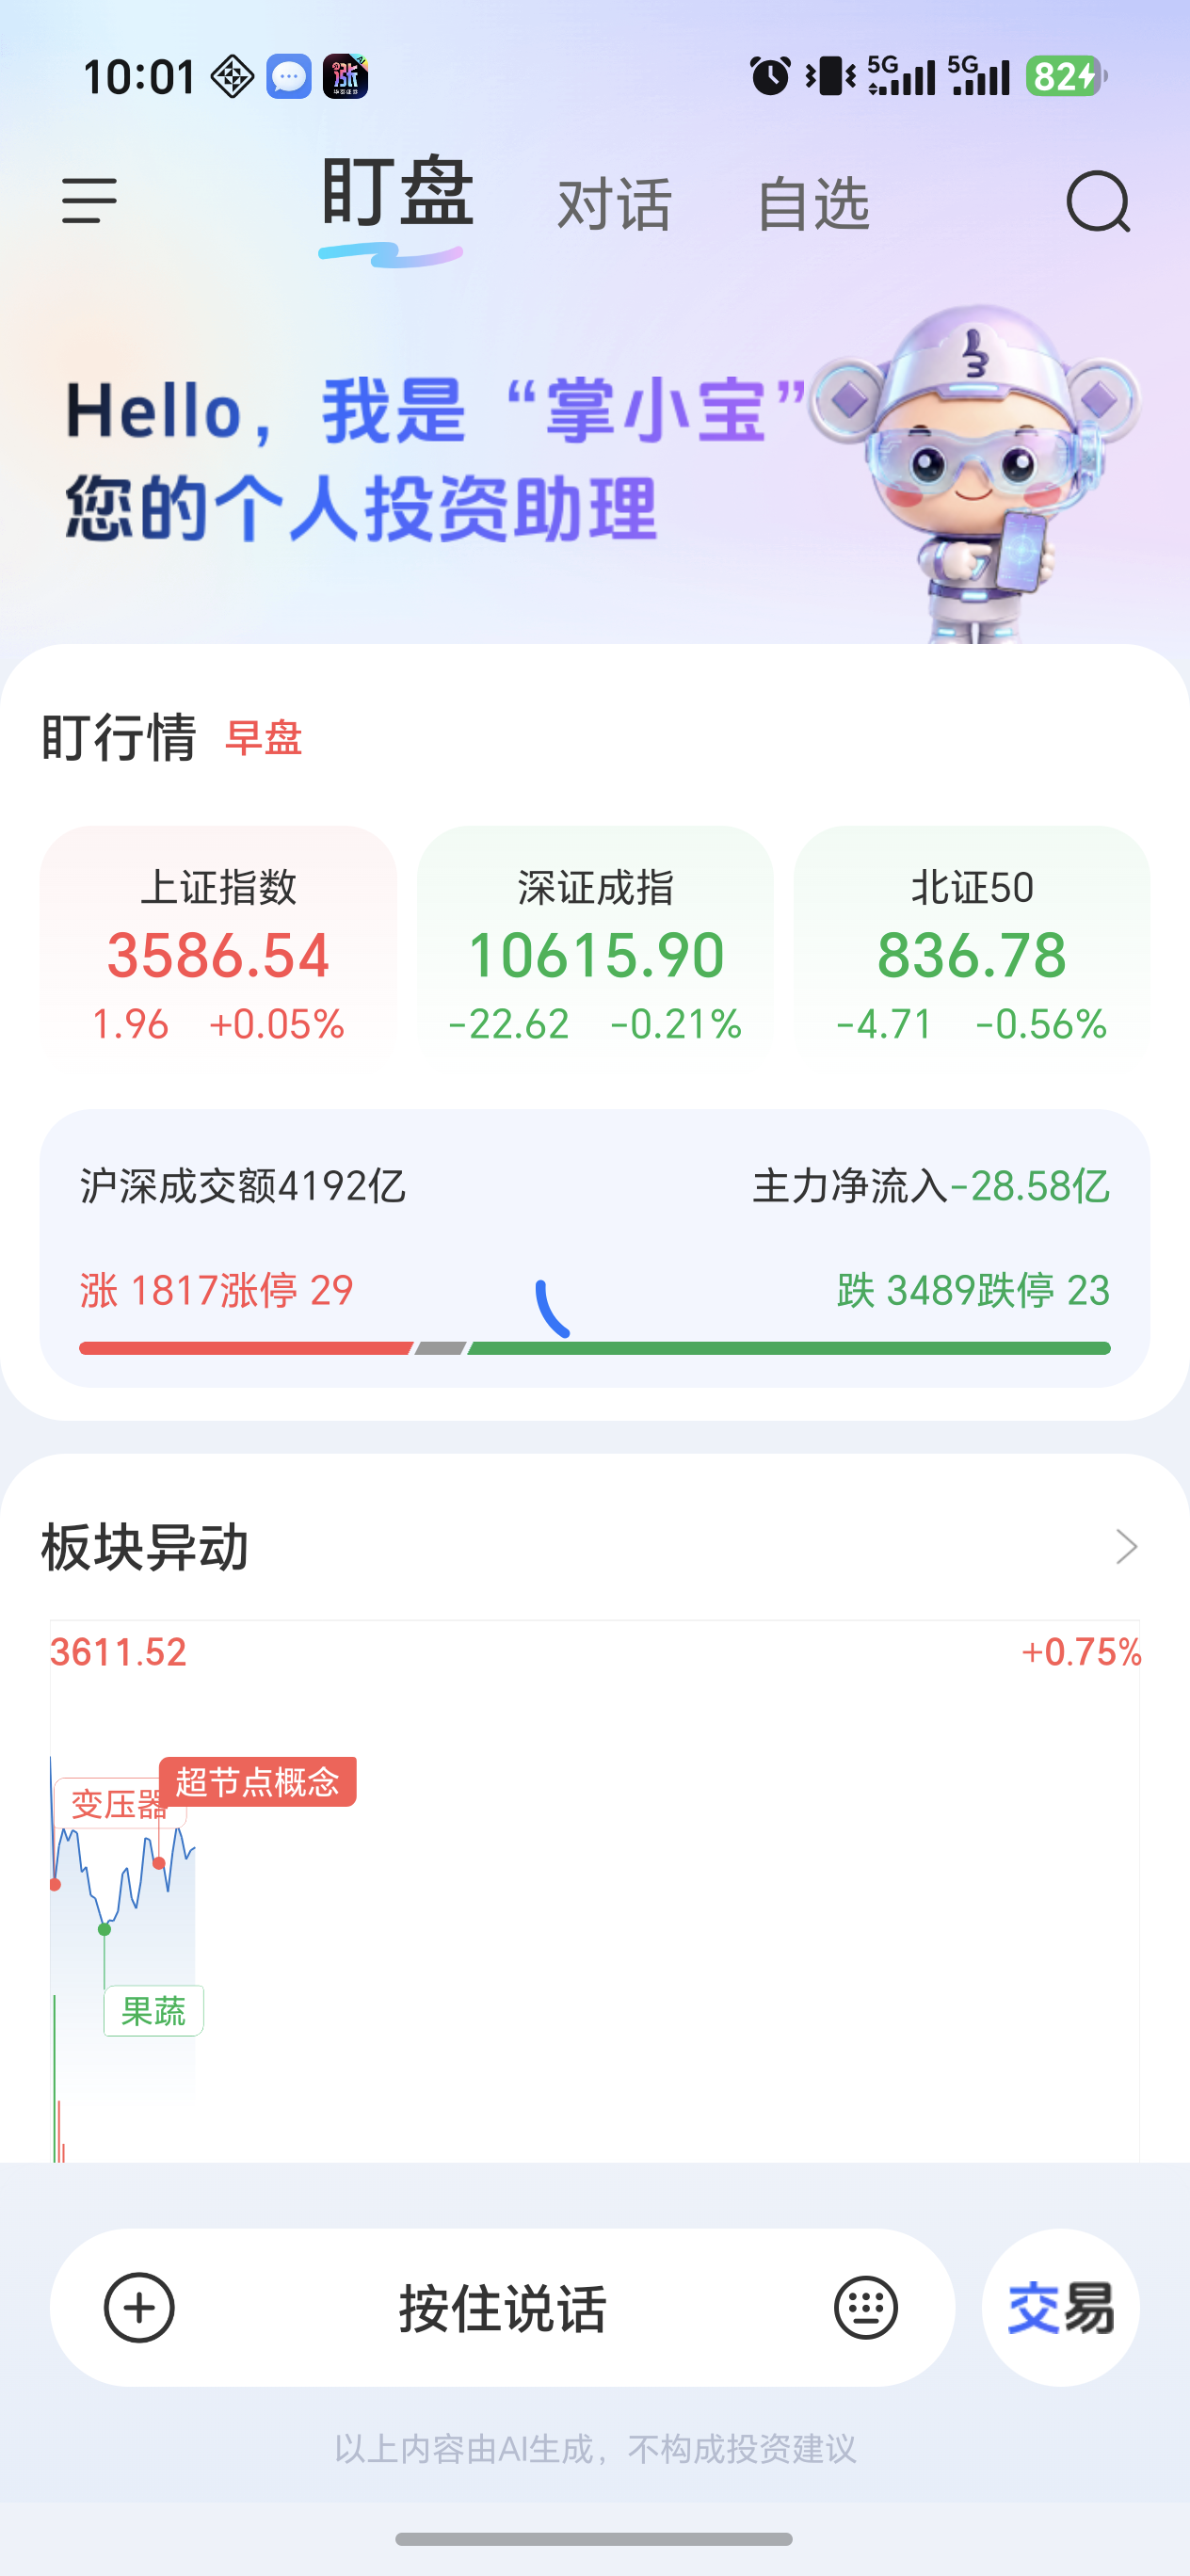 10:01
涨
5G 5G 82
盯盘 对话 自选
Hello，我是“掌小宝”
您的个人投资助理
盯行情 早盘
上证指数 深证成指 北证50
3586.54 10615.90 836.78
1.96 +0.05% -22.62 -0.21% -4.71 -0.56%
沪深成交额4192亿 主力净流入-28.58亿
涨 1817涨停 29 跌 3489跌停 23
板块异动
3611.52 +0.75%
超节点概念
变压器
果蔬
按住说话 交易
以上内容由AI生成，不构成投资建议